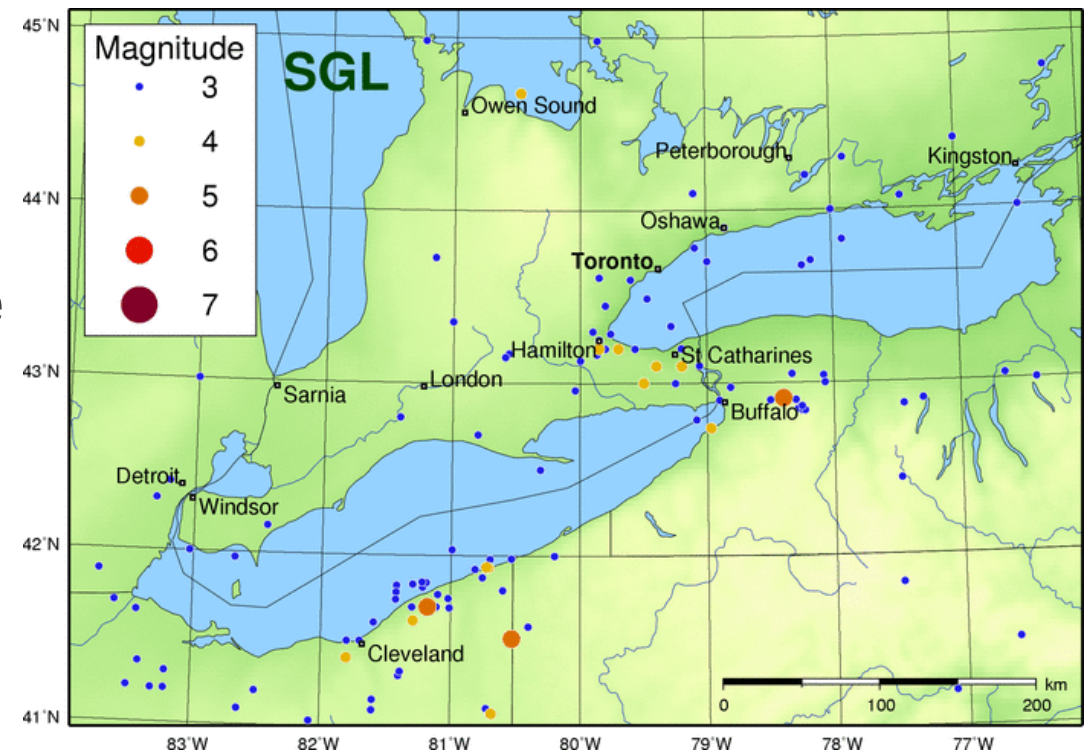 45°N
Magnitude
3
4
5
6
7
SGL
Owen Sound
Peterborough
Kingston
44°N
Oshawa
Toronto
Hamilton
St Catharines
43°N
Sarnia
London
Buffalo
Detroit
Windsor
42°N
Cleveland
km
0
100
200
41°N
83°W
82°W
81°W
80°W
79°W
78°W
77°W